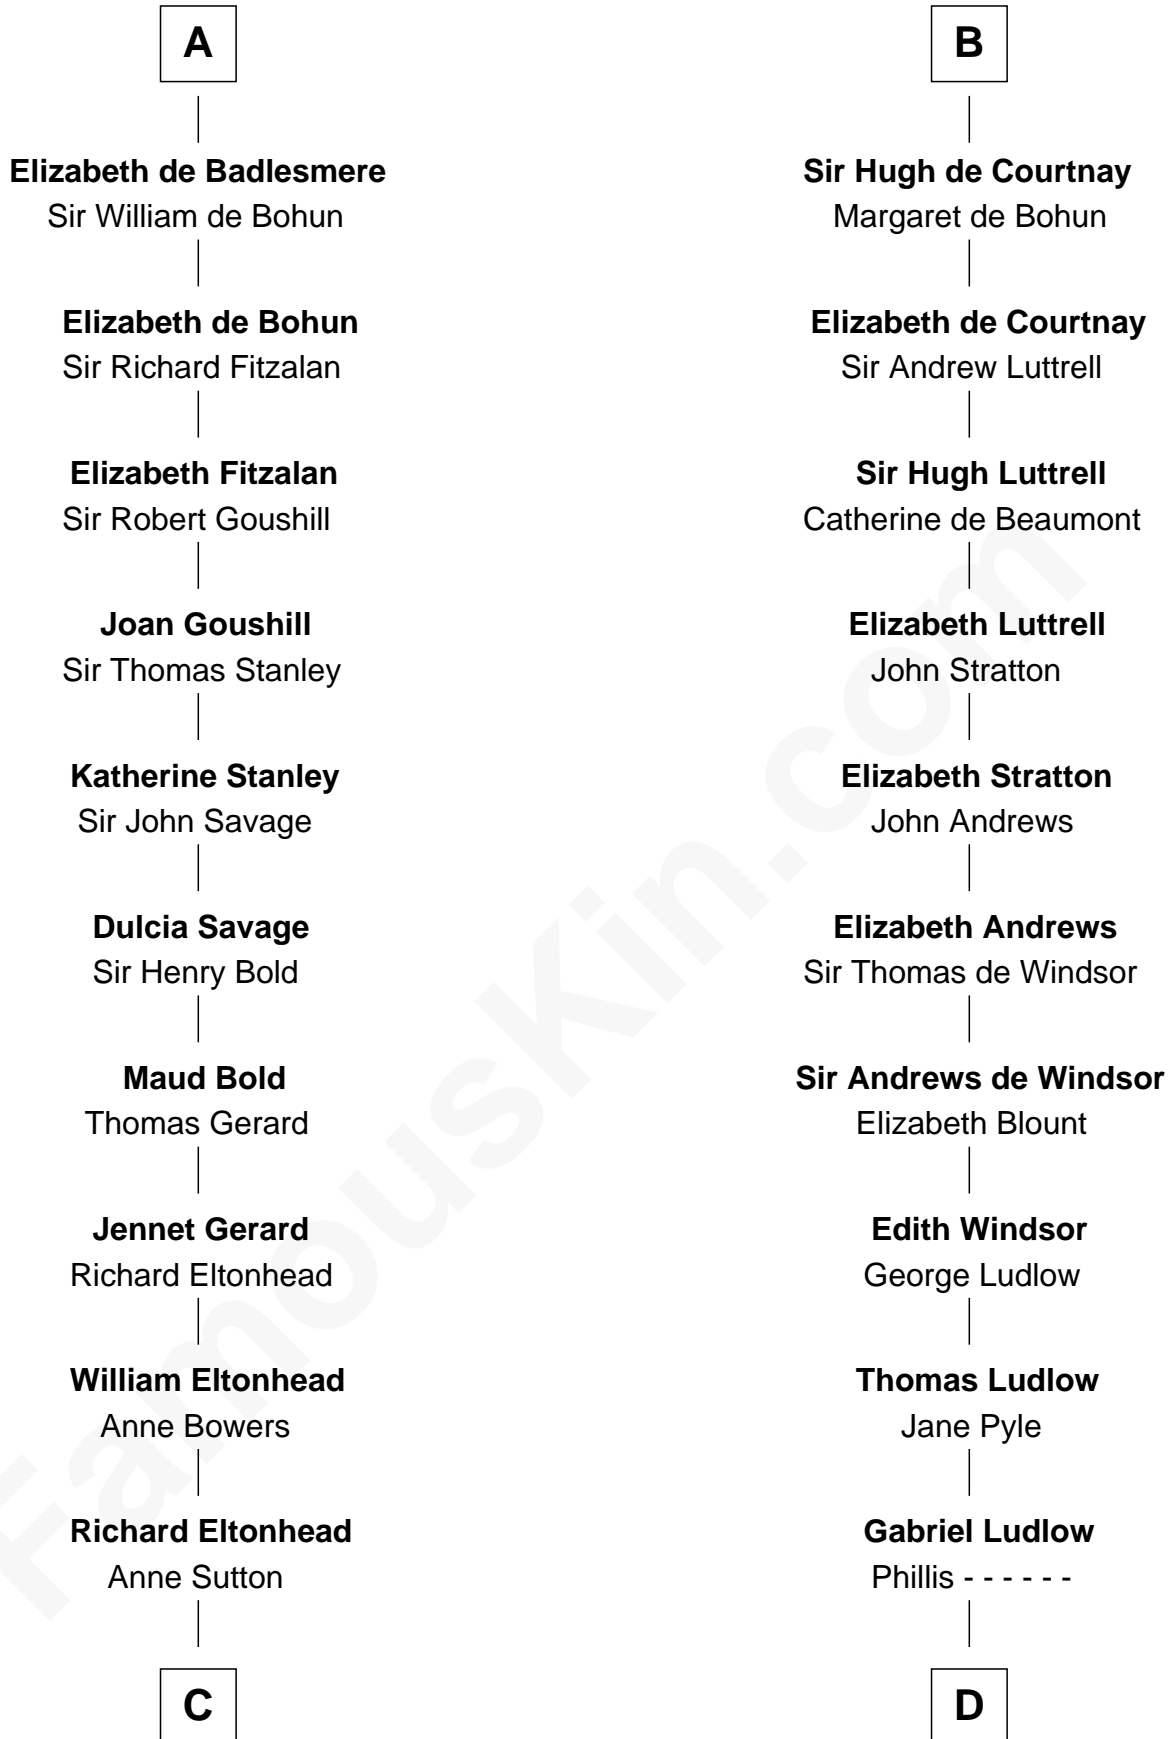 A
Elizabeth de Badlesmere
Sir William de Bohun
Elizabeth de Bohun
Sir Richard Fitzalan
Elizabeth Fitzalan
Sir Robert Goushill
Joan Goushill
Sir Thomas Stanley
Katherine Stanley
Sir John Savage
Dulcia Savage
Sir Henry Bold
Maud Bold
Thomas Gerard
Jennet Gerard
Richard Eltonhead
William Eltonhead
Anne Bowers
Richard Eltonhead
Anne Sutton
C
B
Sir Hugh de Courtnay
Margaret de Bohun
Elizabeth de Courtnay
Sir Andrew Luttrell
Sir Hugh Luttrell
Catherine de Beaumont
Elizabeth Luttrell
John Stratton
Elizabeth Stratton
John Andrews
Elizabeth Andrews
Sir Thomas de Windsor
Sir Andrews de Windsor
Elizabeth Blount
Edith Windsor
George Ludlow
Thomas Ludlow
Jane Pyle
Gabriel Ludlow
Phillis - - - - - -
D
FamousKin.com